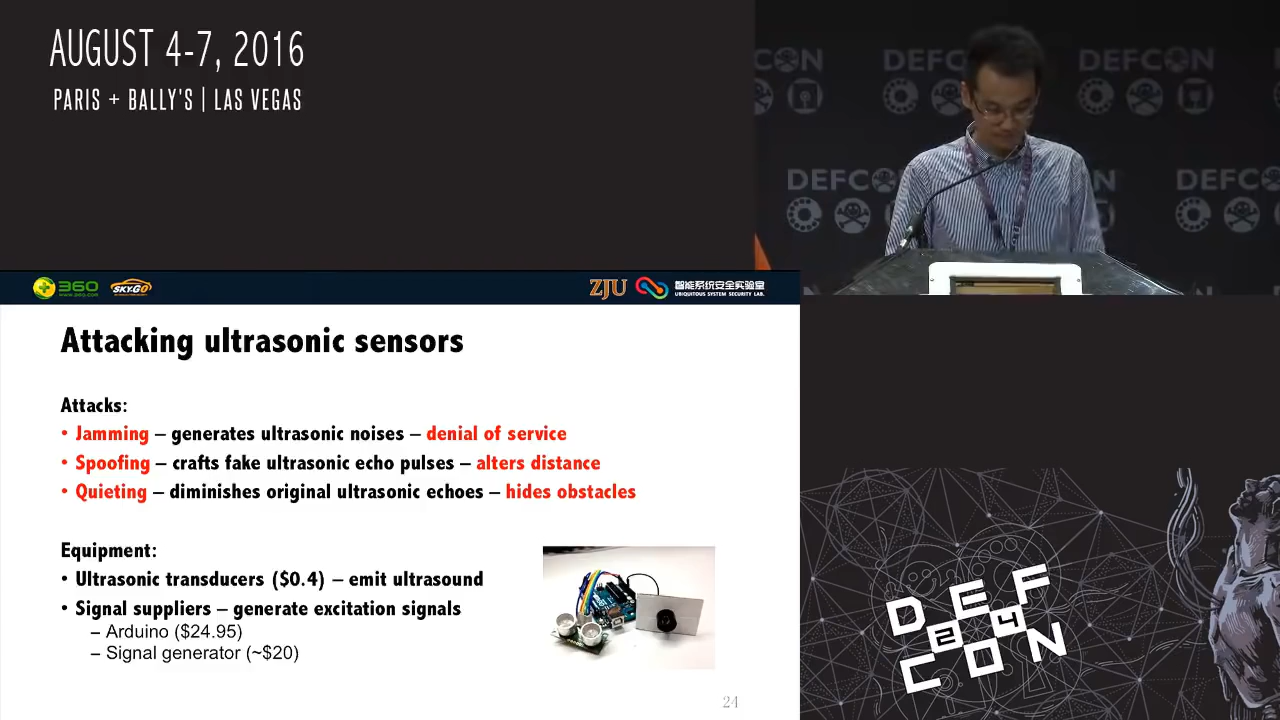 AUGUST 4-7, 2016
PARIS + BALLY'S | LAS VEGAS
DEFCON
DEFCON
DEFCON
DEFCON
360
SKY-GO
ZJU
智能系统安全实验室
UBIQUITOUS SYSTEM SECURITY LAB.
Attacking ultrasonic sensors
Attacks:
• Jamming – generates ultrasonic noises – denial of service
• Spoofing – crafts fake ultrasonic echo pulses – alters distance
• Quieting – diminishes original ultrasonic echoes – hides obstacles
Equipment:
• Ultrasonic transducers ($0.4) – emit ultrasound
• Signal suppliers – generate excitation signals
– Arduino ($24.95)
– Signal generator (~$20)
24
DEF
24
CON